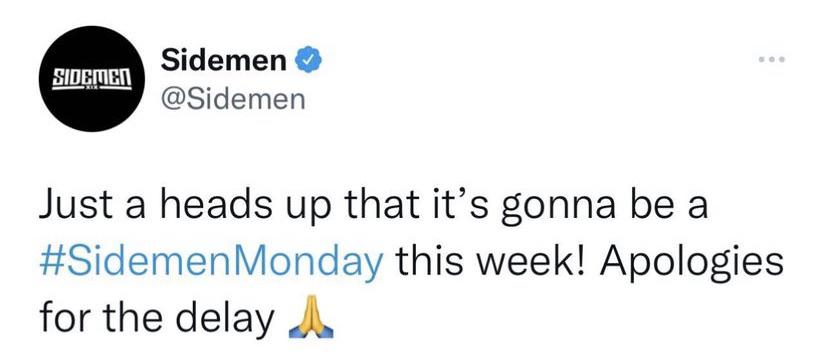 SIDEMEN
XIX
Sidemen
@Sidemen
Just a heads up that it’s gonna be a
#SidemenMonday this week! Apologies
for the delay 🙏